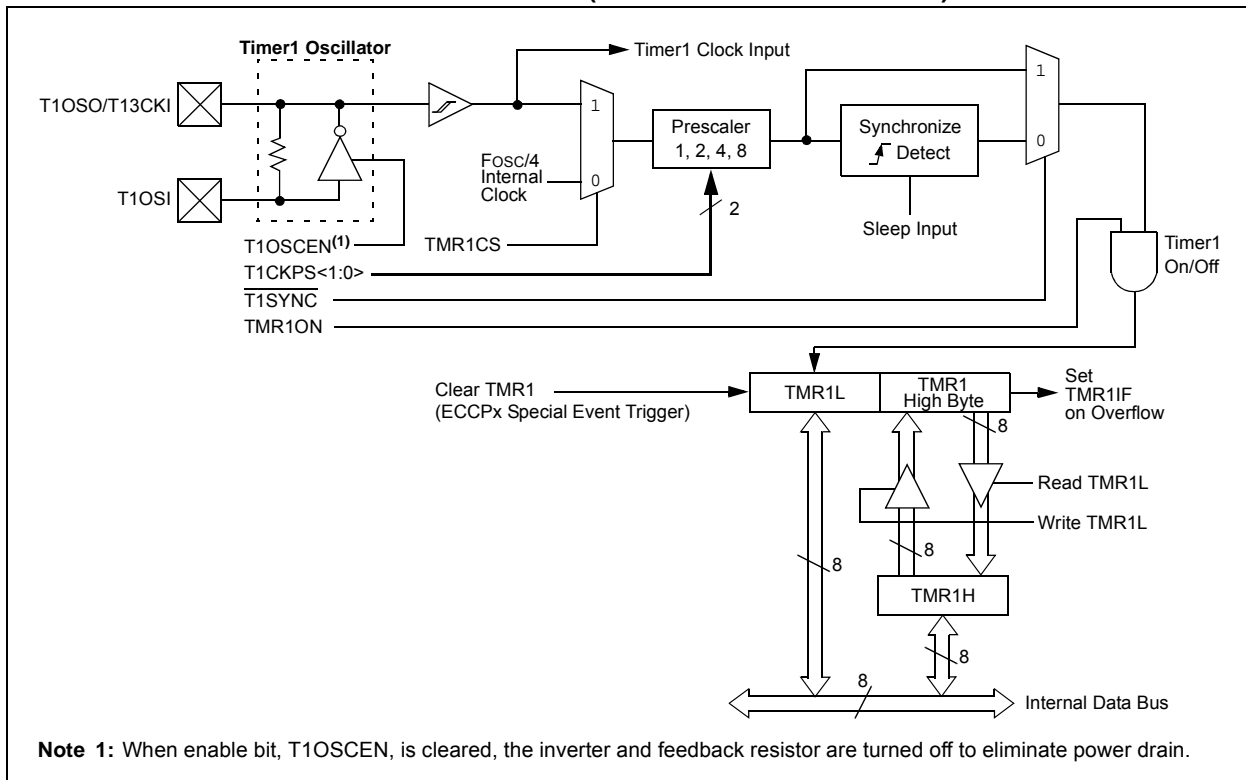 Timer1 Oscillator
Timer1 Clock Input
T1OSO/T13CKI
1
1
Prescaler
1, 2, 4, 8
Synchronize
Detect
0
FOSC/4
Internal
Clock
0
T1OSI
2
Sleep Input
T1OSCEN(1)
TMR1CS
Timer1
On/Off
T1CKPS<1:0>
T1SYNC
TMR1ON
Clear TMR1
(ECCPx Special Event Trigger)
TMR1L
TMR1
High Byte
Set
TMR1IF
on Overflow
8
Read TMR1L
Write TMR1L
8
8
TMR1H
8
8
Internal Data Bus
Note 1: When enable bit, T1OSCEN, is cleared, the inverter and feedback resistor are turned off to eliminate power drain.